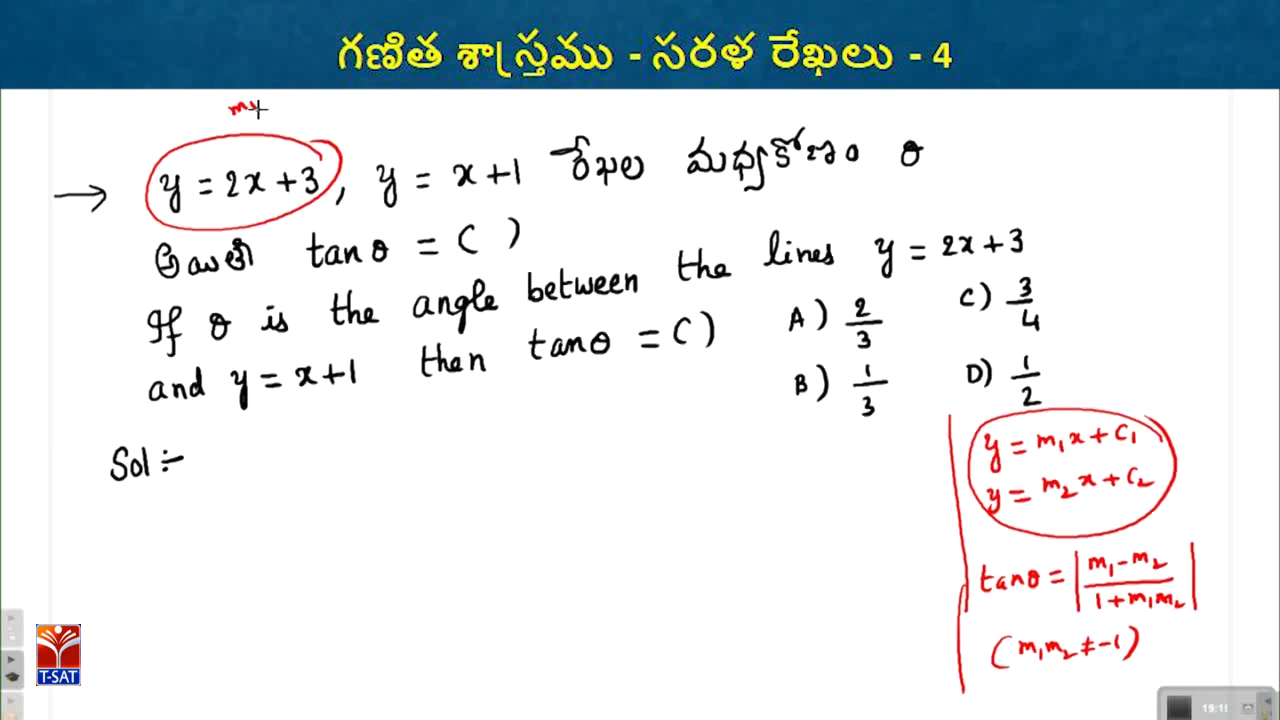 గణిత శాస్త్రము - సరళ రేఖలు - 4
m
→ y = 2x + 3, y = x + 1 రేఖల మధ్యకోణం θ
అయితే tan θ = ( )
If θ is the angle between the lines y = 2x + 3
and y = x + 1 then tan θ = ( )
A) 2/3
C) 3/4
B) 1/3
D) 1/2
Sol :-
y = m₁x + c₁
y = m₂x + c₂
tan θ = |(m₁ - m₂)/(1 + m₁m₂)|
(m₁m₂ ≠ -1)
T-SAT